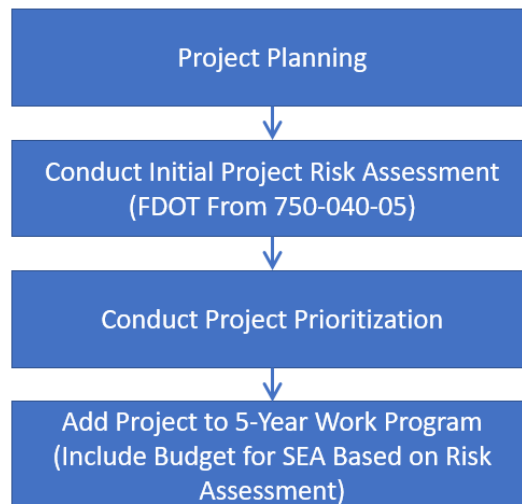 Project Planning
Conduct Initial Project Risk Assessment
(FDOT From 750-040-05)
Conduct Project Prioritization
Add Project to 5-Year Work Program
(Include Budget for SEA Based on Risk
Assessment)